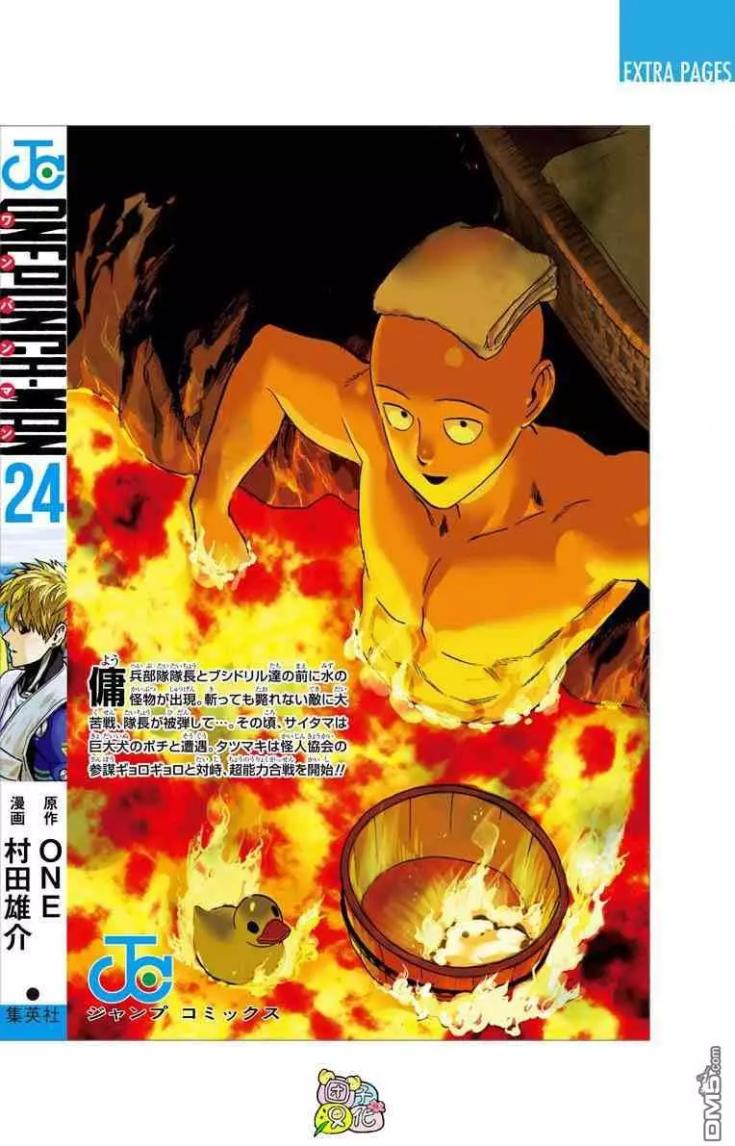 EXTRA PAGES
JC
ONE PUNCH-MAN
ワンパンマン
24
傭兵部隊隊長とブシドリル達の前に水の
怪物が出現。斬っても斃れない敵に大
苦戦、隊長が被弾して…。その頃、サイタマは
巨大犬のポチと遭遇。タツマキは怪人協会の
参謀ギョロギョロと対峙、超能力合戦を開始!!
原作 ONE
漫画 村田雄介
集英社
JC
ジャンプ コミックス
团子
汉化
DM5.com